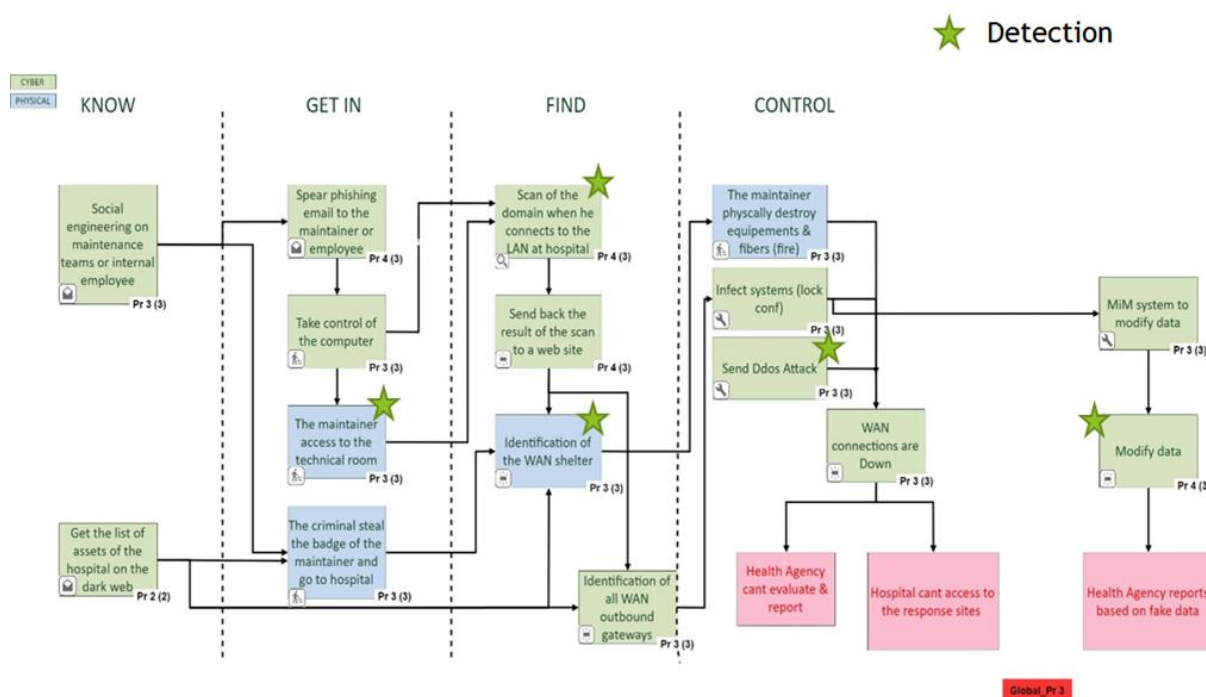 Detection
CYBER
PHYSICAL
KNOW
GET IN
FIND
CONTROL
Social
engineering on
maintenance
teams or internal
employee
Pr 3 (3)
Spear phishing
email to the
maintainer or
employee
Pr 4 (3)
Scan of the
domain when he
connects to the
LAN at hospital
Pr 4 (3)
The maintainer
physcally destroy
equipements &
fibers (fire)
Pr 3 (3)
Infect systems (lock
conf)
Pr 3 (3)
MiM system to
modify data
Pr 3 (3)
Take control of
the computer
Pr 3 (3)
Send back the
result of the scan
to a web site
Pr 4 (3)
Send Ddos Attack
Pr 3 (3)
The maintainer
access to the
technical room
Pr 3 (3)
Identification of
the WAN shelter
Pr 3 (3)
WAN
connections are
Down
Pr 3 (3)
Modify data
Pr 4 (3
Get the list of
assets of the
hospital on the
dark web
Pr 2 (2)
The criminal steal
the badge of the
maintainer and
go to hospital
Pr 3 (3)
Identification of
all WAN
outbound
gateways
Pr 3 (3)
Health Agency
cant evaluate &
report
Hospital cant access to
the response sites
Health Agency reports
based on fake data
Global_Pr 3